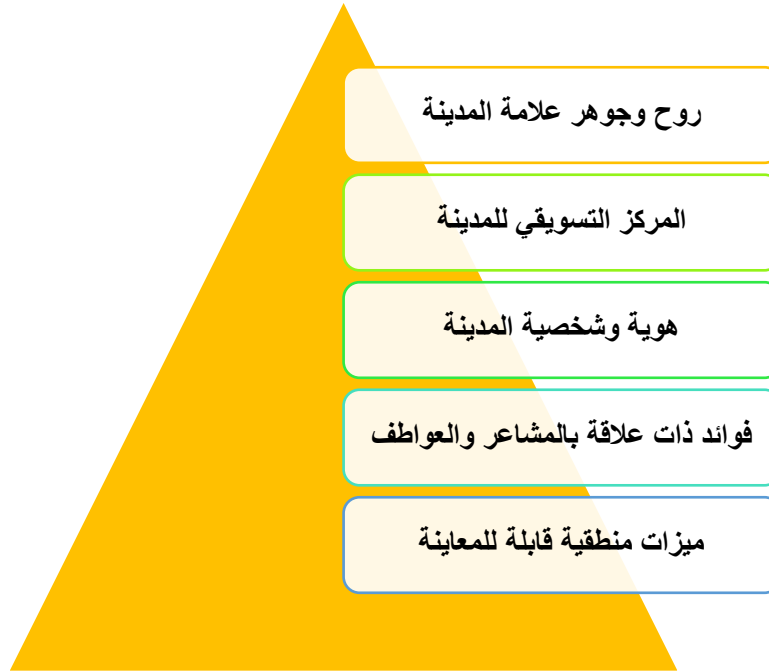 روح وجوهر علامة المدينة
المركز التسويقي للمدينة
هوية وشخصية المدينة
فوائد ذات علاقة بالمشاعر والعواطف
ميزات منطقية قابلة للمعاينة